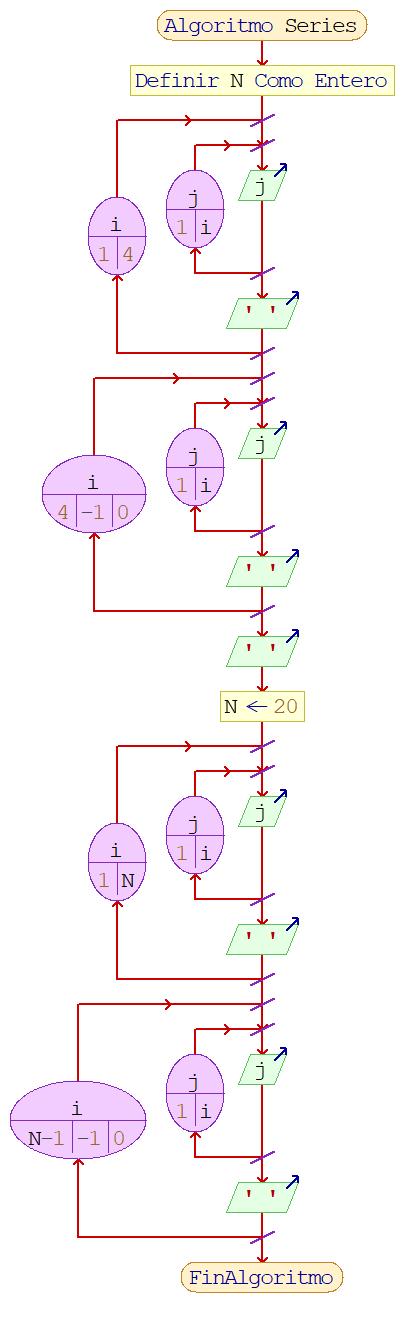 Algoritmo Series
Definir N Como Entero
j
i
1 i
j
i
1 4
' '
j
i
1 i
j
4 -1 0
' '
' '
N ← 20
j
j
1 i
i
1 N
' '
j
j
1 i
i
N-1 -1 0
' '
FinAlgoritmo